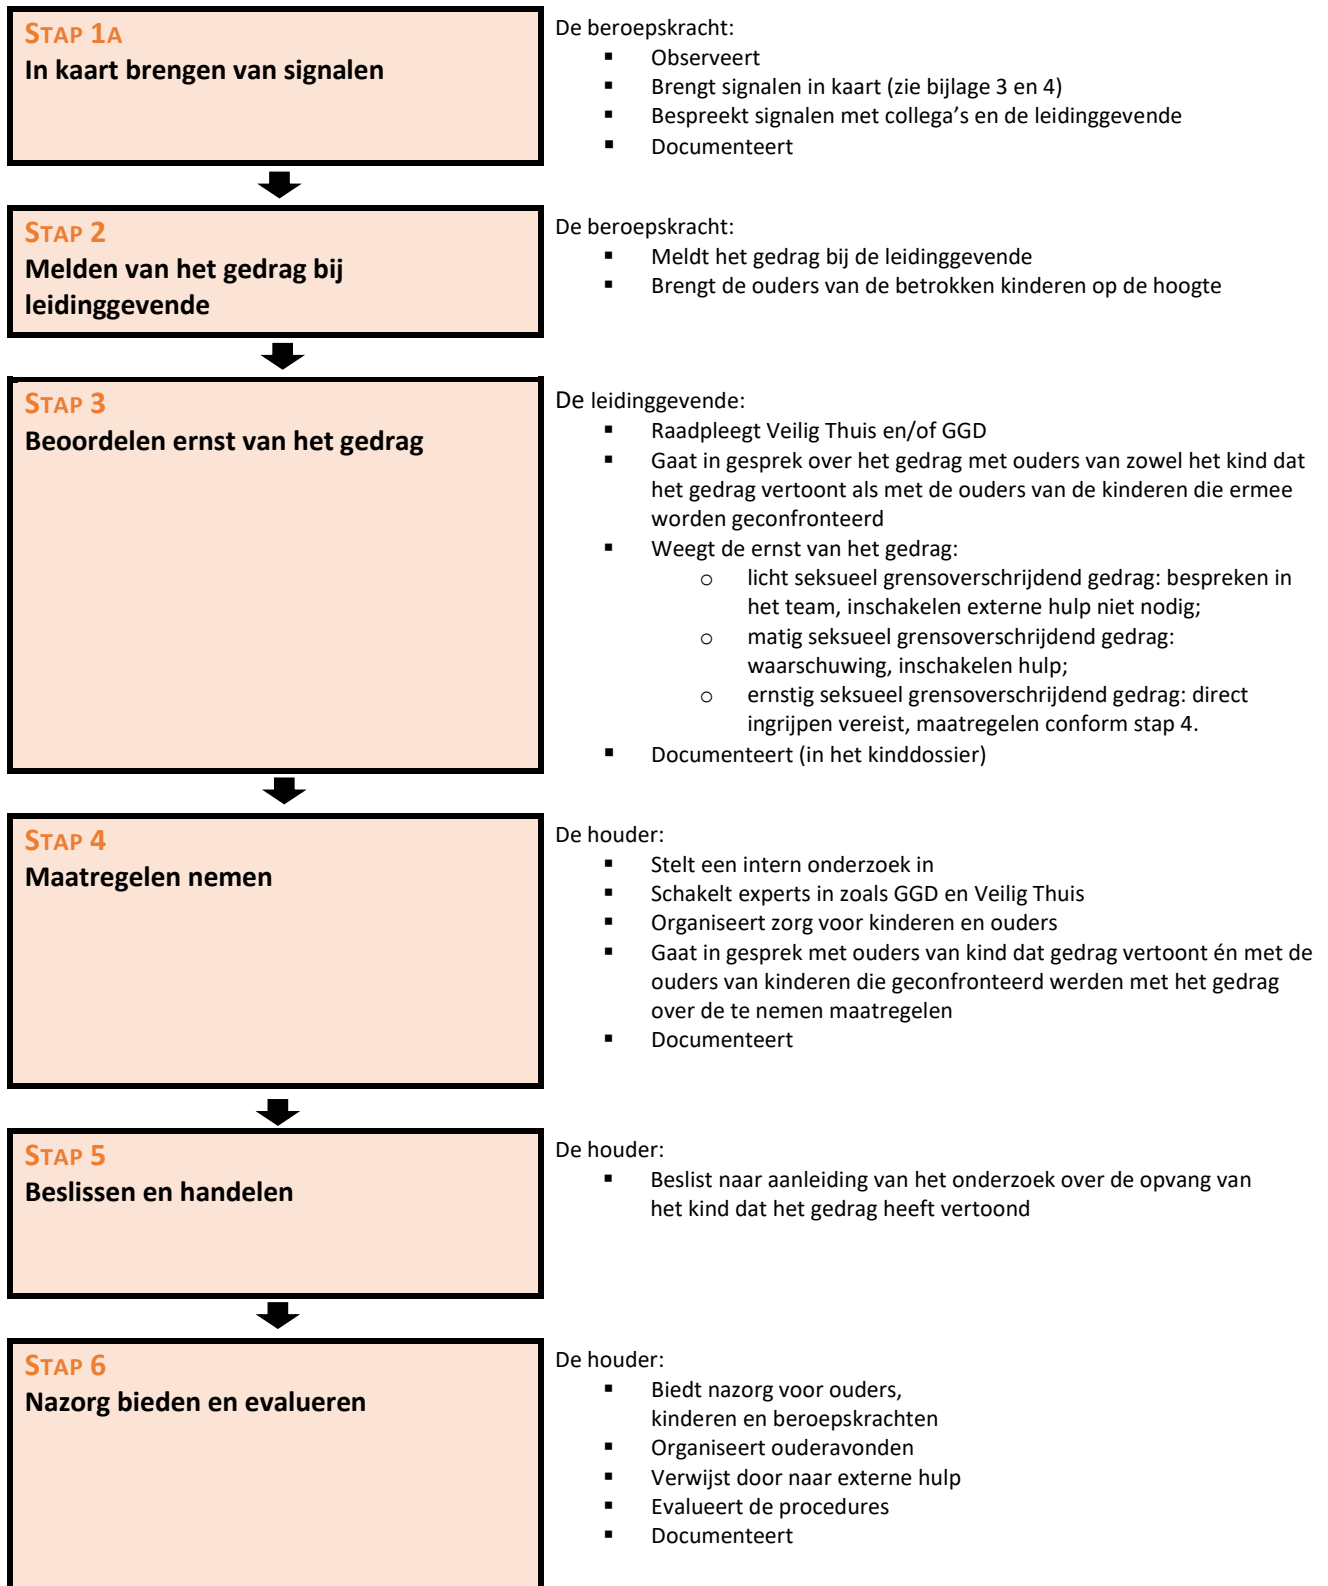 STAP 1A
In kaart brengen van signalen
De beroepskracht:
▪ Observeert
▪ Brengt signalen in kaart (zie bijlage 3 en 4)
▪ Bespreekt signalen met collega’s en de leidinggevende
▪ Documenteert
STAP 2
Melden van het gedrag bij
leidinggevende
De beroepskracht:
▪ Meldt het gedrag bij de leidinggevende
▪ Brengt de ouders van de betrokken kinderen op de hoogte
STAP 3
Beoordelen ernst van het gedrag
De leidinggevende:
▪ Raadpleegt Veilig Thuis en/of GGD
▪ Gaat in gesprek over het gedrag met ouders van zowel het kind dat
het gedrag vertoont als met de ouders van de kinderen die ermee
worden geconfronteerd
▪ Weegt de ernst van het gedrag:
o licht seksueel grensoverschrijdend gedrag: bespreken in
het team, inschakelen externe hulp niet nodig;
o matig seksueel grensoverschrijdend gedrag:
waarschuwing, inschakelen hulp;
o ernstig seksueel grensoverschrijdend gedrag: direct
ingrijpen vereist, maatregelen conform stap 4.
▪ Documenteert (in het kinddossier)
STAP 4
Maatregelen nemen
De houder:
▪ Stelt een intern onderzoek in
▪ Schakelt experts in zoals GGD en Veilig Thuis
▪ Organiseert zorg voor kinderen en ouders
▪ Gaat in gesprek met ouders van kind dat gedrag vertoont én met de
ouders van kinderen die geconfronteerd werden met het gedrag
over de te nemen maatregelen
▪ Documenteert
STAP 5
Beslissen en handelen
De houder:
▪ Beslist naar aanleiding van het onderzoek over de opvang van
het kind dat het gedrag heeft vertoond
STAP 6
Nazorg bieden en evalueren
De houder:
▪ Biedt nazorg voor ouders,
kinderen en beroepskrachten
▪ Organiseert ouderavonden
▪ Verwijst door naar externe hulp
▪ Evalueert de procedures
▪ Documenteert